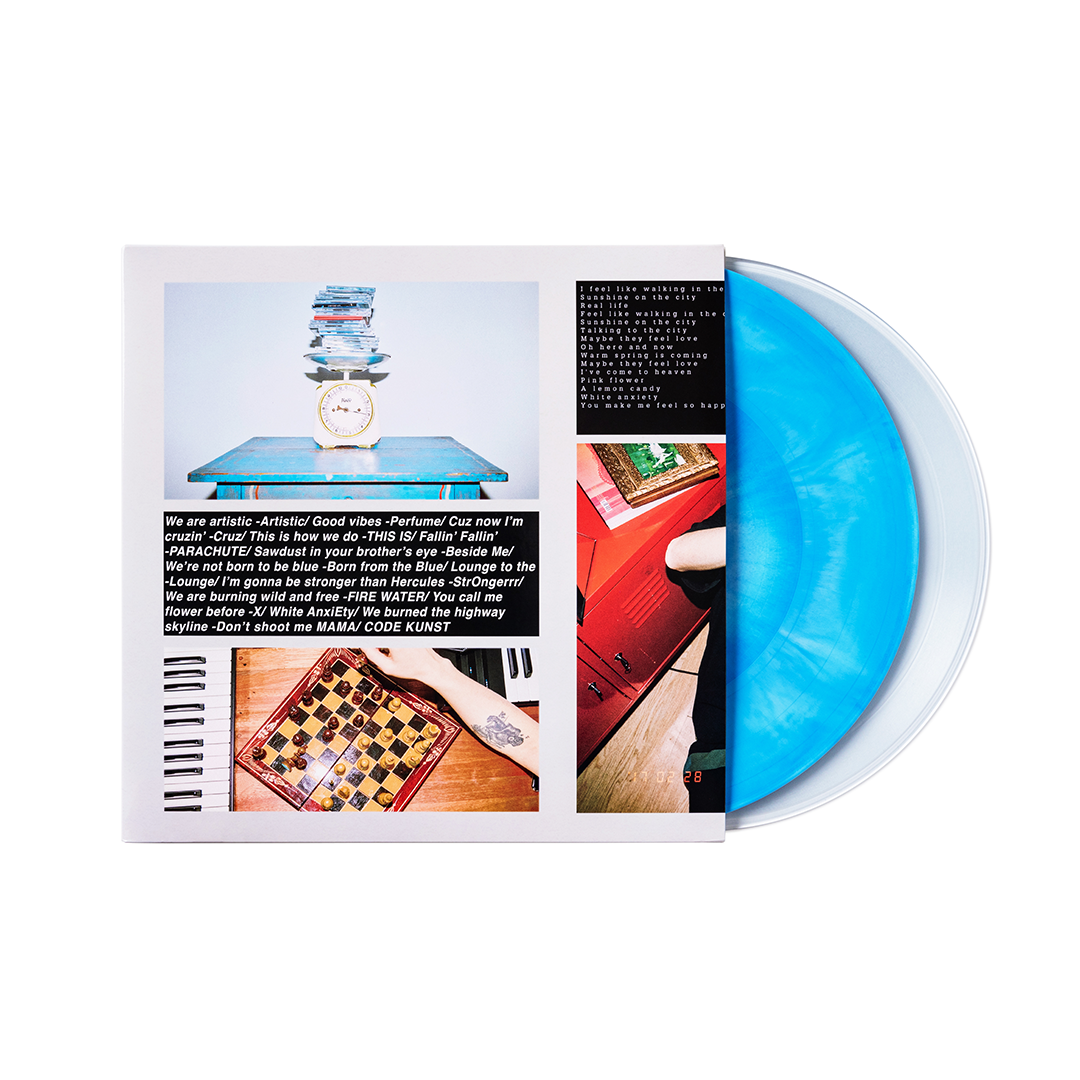 We are artistic -Artistic/ Good vibes -Perfume/ Cuz now I'm
cruzin' -Cruz/ This is how we do -THIS IS/ Fallin' Fallin'
-PARACHUTE/ Sawdust in your brother's eye -Beside Me/
We're not born to be blue -Born from the Blue/ Lounge to the
-Lounge/ I'm gonna be stronger than Hercules -StrOngerrr/
We are burning wild and free -FIRE WATER/ You call me
flower before -X/ White AnxiEty/ We burned the highway
skyline -Don't shoot me MAMA/ CODE KUNST
I feel like walking in the
Sunshine on the city
Real life
Feel like walking in the
Sunshine on the city
Talking to the city
Maybe they feel love
Oh here and now
Warm spring is coming
Maybe they feel love
I've come to heaven
Pink flower
A lemon candy
White anxiety
You make me feel so happ
17 02 28